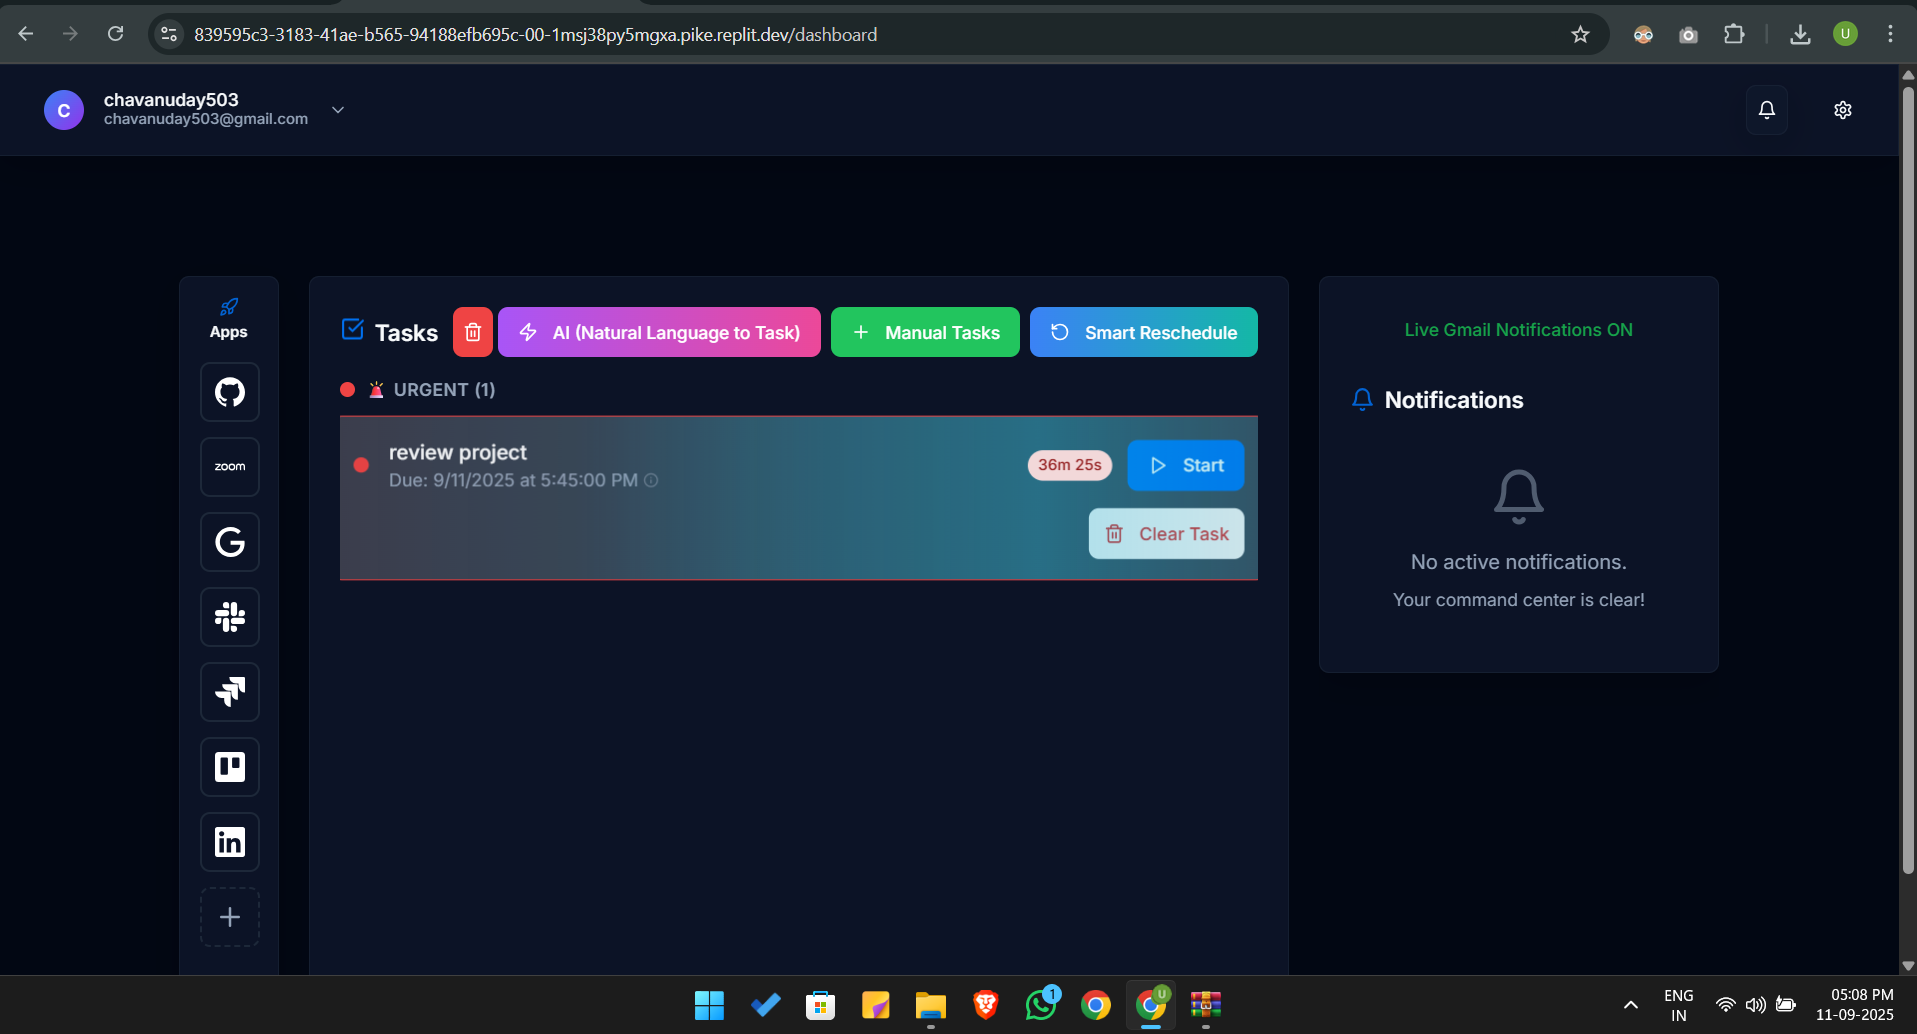 839595c3-3183-41ae-b565-94188efb695c-00-1msj38py5mgxa.pike.replit.dev/dashboard
U
C
chavanuday503
chavanuday503@gmail.com
Apps
zoom
Tasks
AI (Natural Language to Task)
Manual Tasks
Smart Reschedule
URGENT (1)
review project
Due: 9/11/2025 at 5:45:00 PM
36m 25s
Start
Clear Task
Live Gmail Notifications ON
Notifications
No active notifications.
Your command center is clear!
in
1
U
ENG
IN
05:08 PM
11-09-2025